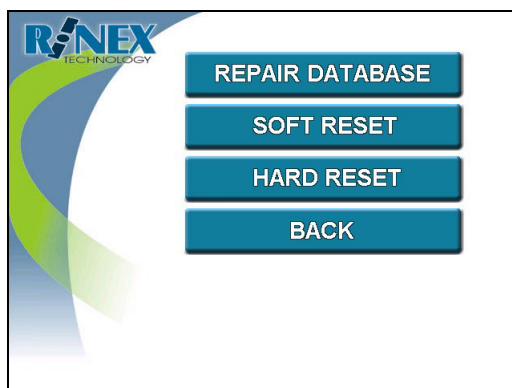 RINEX
TECHNOLOGY
REPAIR DATABASE
SOFT RESET
HARD RESET
BACK